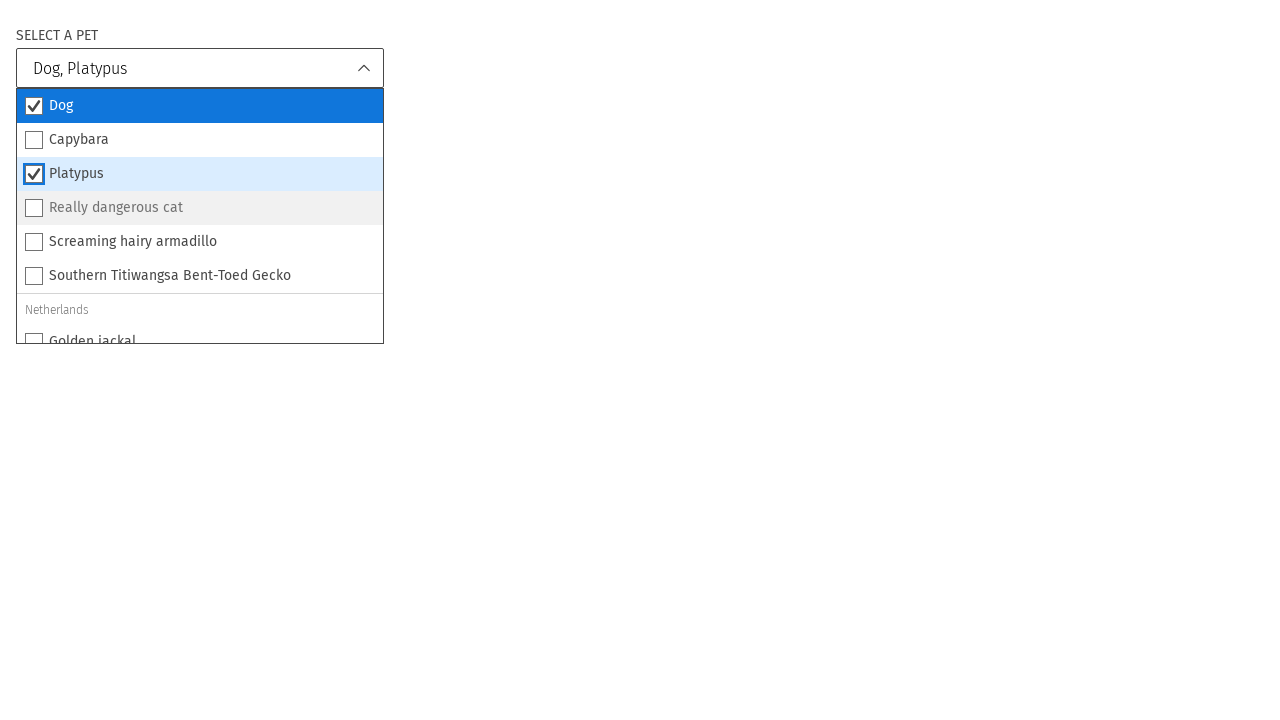 SELECT A PET
Dog, Platypus
Dog
Capybara
Platypus
Really dangerous cat
Screaming hairy armadillo
Southern Titiwangsa Bent-Toed Gecko
Netherlands
Golden jackal